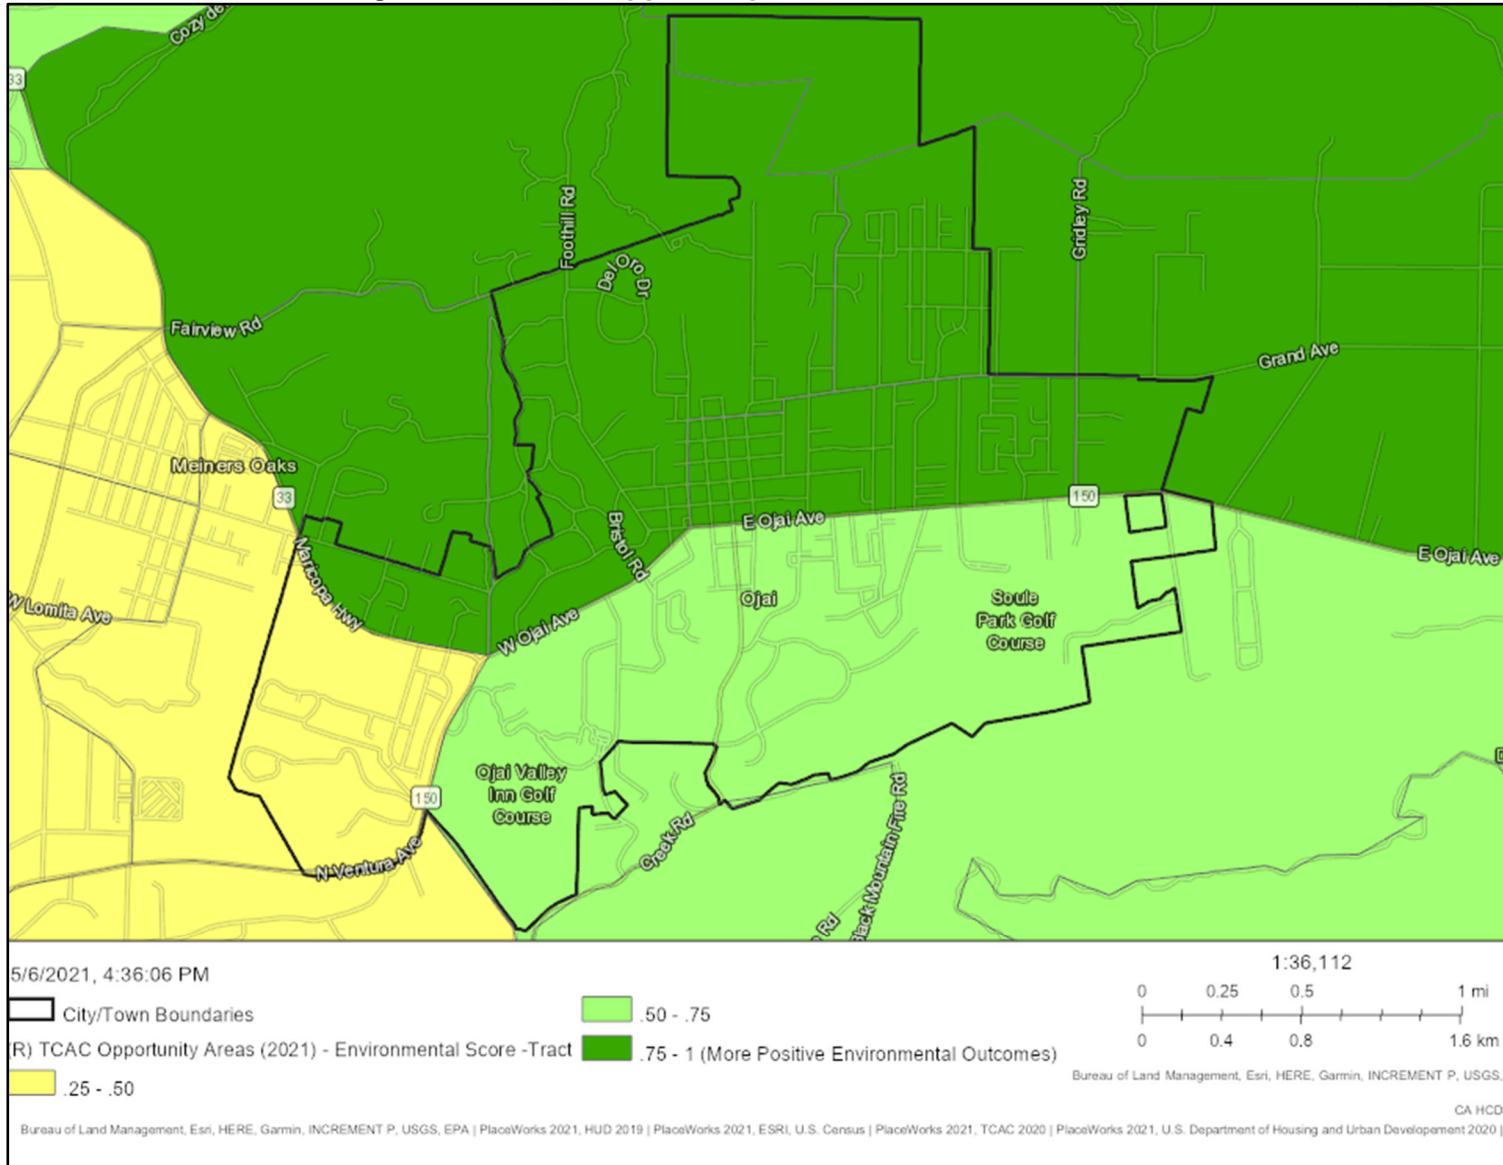 Cozy de
33
Foothill Rd
Gridley Rd
Del Oro Dr
Fairview Rd
Grand Ave
Meiners Oaks
33
150
Bristol Rd
E Ojai Ave
E Ojai Ave
Maricopa Hwy
W Lomita Ave
Ojai
Soule
Park Golf
Course
W Ojai Ave
Ojai Valley
Inn Golf
Course
150
Creek Rd
Black Mountain Fire Rd
N Ventura Ave
Rd
5/6/2021, 4:36:06 PM
City/Town Boundaries
(R) TCAC Opportunity Areas (2021) - Environmental Score -Tract
.25 - .50
.50 - .75
.75 - 1 (More Positive Environmental Outcomes)
1:36,112
0 0.25 0.5 1 mi
0 0.4 0.8 1.6 km
Bureau of Land Management, Esri, HERE, Garmin, INCREMENT P, USGS,
CA HCD
Bureau of Land Management, Esri, HERE, Garmin, INCREMENT P, USGS, EPA | PlaceWorks 2021, HUD 2019 | PlaceWorks 2021, ESRI, U.S. Census | PlaceWorks 2021, TCAC 2020 | PlaceWorks 2021, U.S. Department of Housing and Urban Developement 2020 |